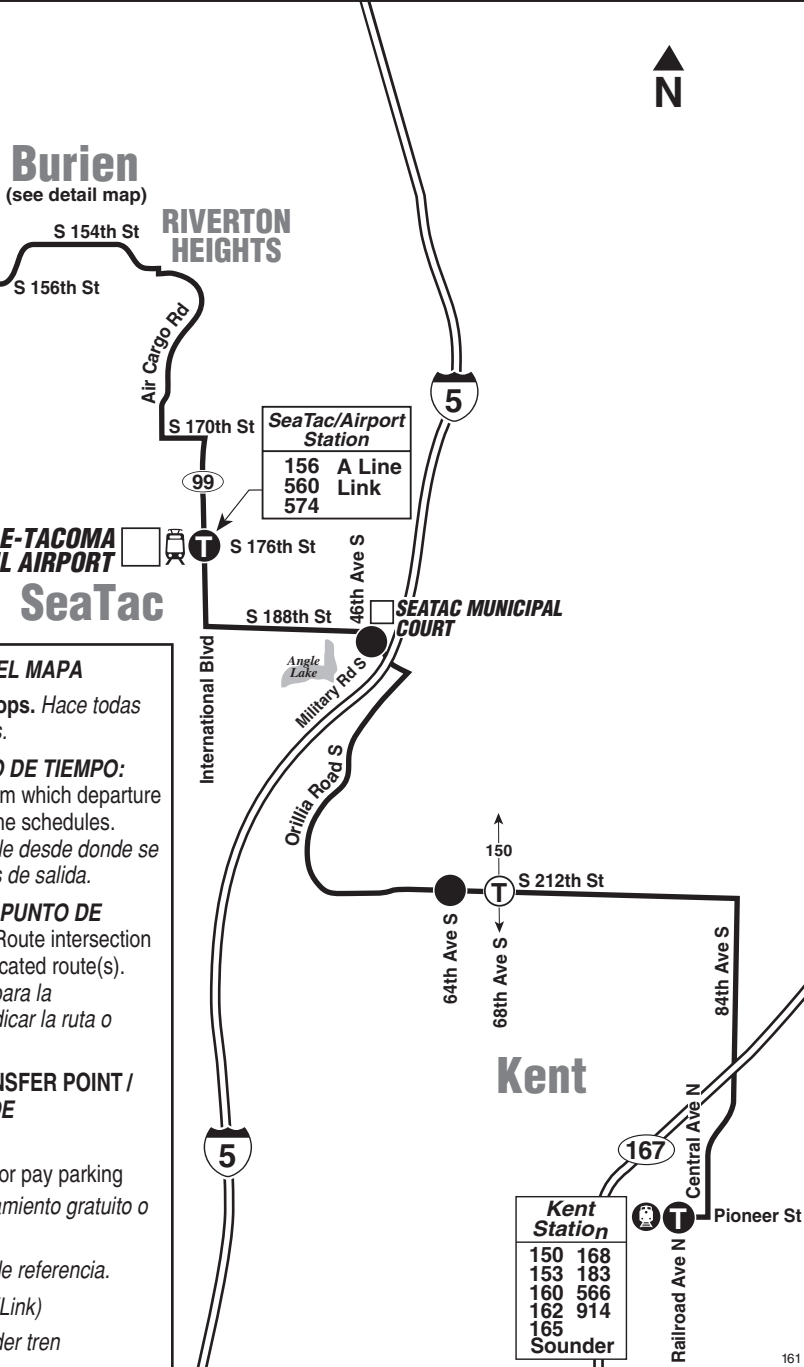 N
Burien
(see detail map)
RIVERTON
HEIGHTS
S 154th St
S 156th St
Air Cargo Rd
5
S 170th St
SeaTac/Airport
Station
156 A Line
560 Link
574
99
E-TACOMA
L AIRPORT
T
S 176th St
SeaTac
46th Ave S
S 188th St
SEATAC MUNICIPAL
COURT
Angle
Lake
Military Rd S
International Blvd
Orillia Road S
EL MAPA
ops. Hace todas
s.
O DE TIEMPO:
m which departure
ne schedules.
le desde donde se
s de salida.
PUNTO DE
Route intersection
cated route(s).
para la
dicar la ruta o
NSFER POINT /
DE
or pay parking
amiento gratuito o
de referencia.
Link)
der tren
150
T
S 212th St
64th Ave S
68th Ave S
84th Ave S
Kent
5
167
Central Ave N
Kent
Station
150 168
153 183
160 566
162 914
165
Sounder
T
Pioneer St
Railroad Ave N
161